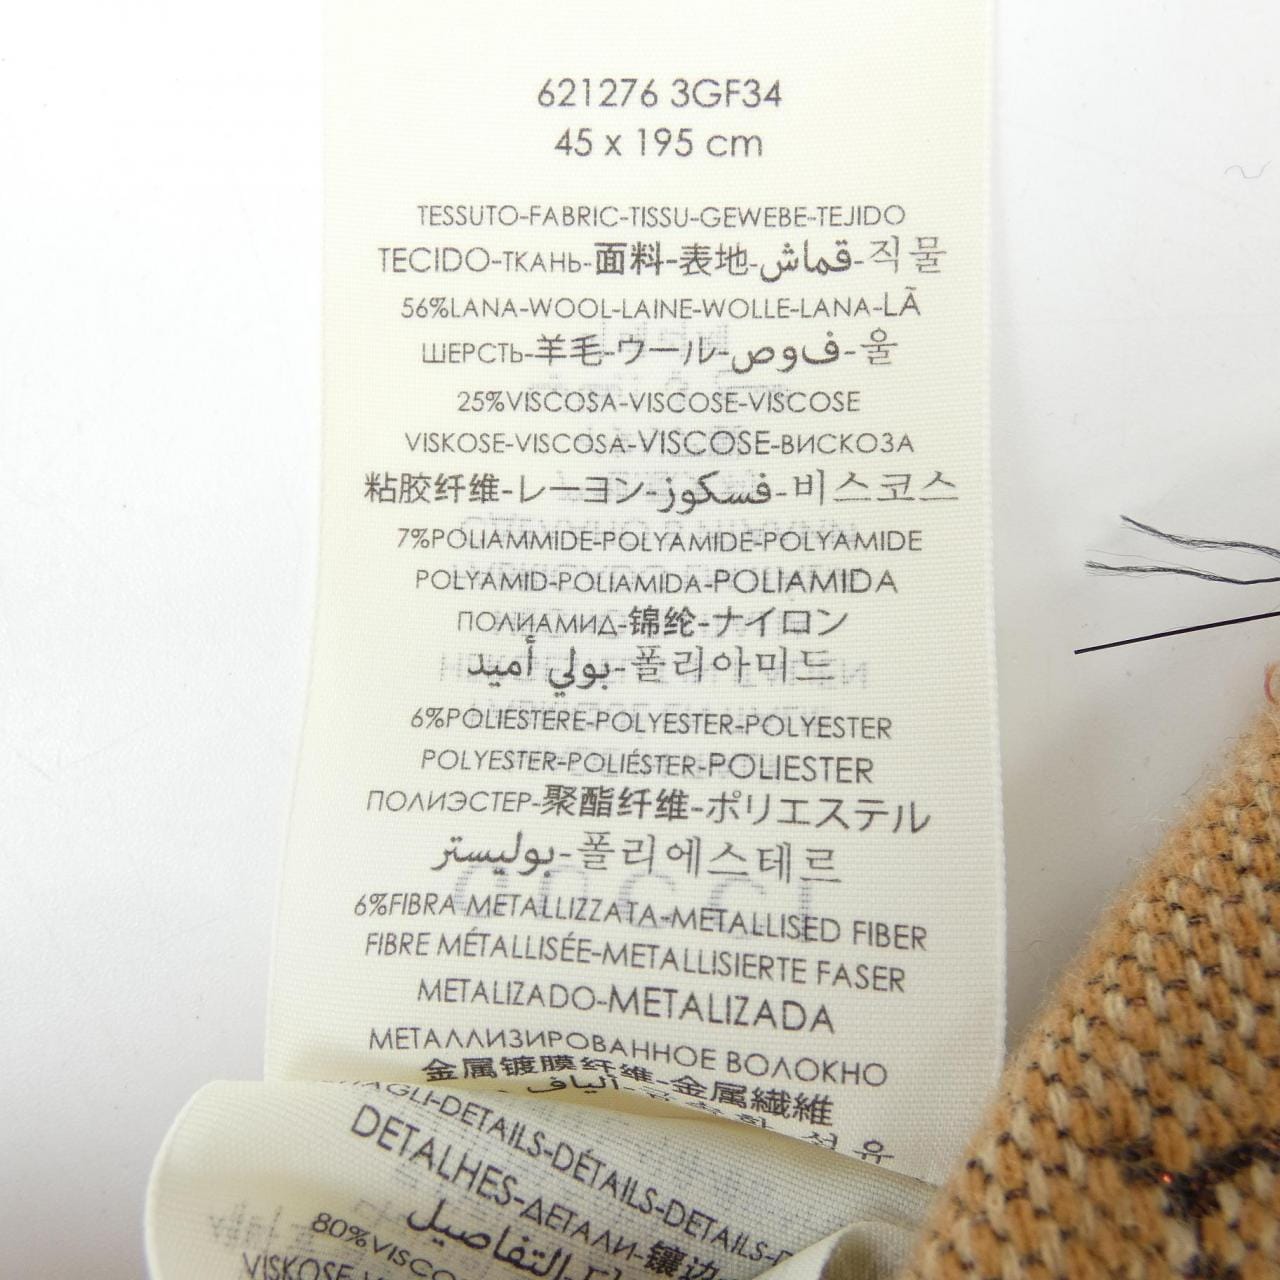 621276 3GF34
45 x 195 cm
TESSUTO-FABRIC-TISSU-GEWEBE-TEJIDO
TECIDO-ТКАНЬ-面料-表地-قماش-직물
56%LANA-WOOL-LAINE-WOLLE-LANA-LÃ
ШЕРСТЬ-羊毛-ウール-فوص-울
25%VISCOSA-VISCOSE-VISCOSE
VISKOSE-VISCOSA-VISCOSE-ВИСКОЗА
粘胶纤维-レーヨン-فسكوز-비스코스
7%POLIAMMIDE-POLYAMIDE-POLYAMIDE
POLYAMID-POLIAMIDA-POLIAMIDA
ПОЛИАМИД-锦纶-ナイロン
بولي أميد-폴리아미드
6%POLIESTERE-POLYESTER-POLYESTER
POLYESTER-POLIÉSTER-POLIESTER
ПОЛИЭСТЕР-聚酯纤维-ポリエステル
بوليستر-폴리에스테르
6%FIBRA METALLIZZATA-METALLISED FIBER
FIBRE MÉTALLISÉE-METALLISIERTE FASER
METALIZADO-METALIZADA
МЕТАЛЛИЗИРОВАННОЕ ВОЛОКНО
金属镀膜纤维-金属繊維
섬유
DETAILS-DÉTAILS-DETAILS-
DETALHES-ДЕТАЛИ-镶边-
التفاصيل
80%VISCO
VISKOSE-V